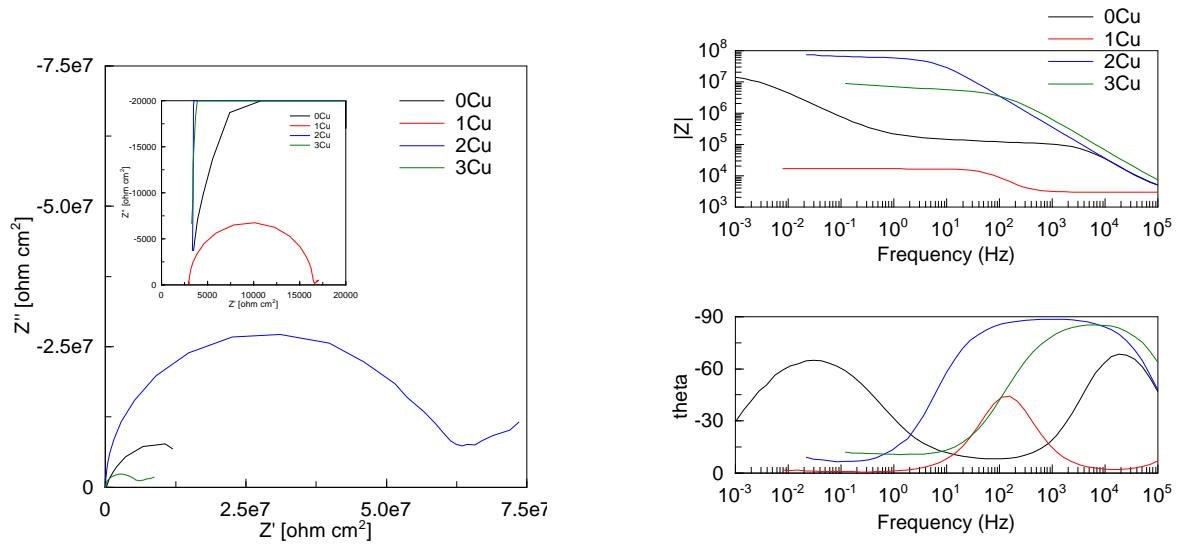 -7.5e7
-5.0e7
-2.5e7
0
Z'' [ohm cm²]
0
2.5e7
5.0e7
7.5e7
Z' [ohm cm²]
0Cu
1Cu
2Cu
3Cu
-20000
-15000
-10000
-5000
0
Z'' [ohm cm²]
0
5000
10000
15000
20000
Z' [ohm cm²]
0Cu
1Cu
2Cu
3Cu
0Cu
1Cu
2Cu
3Cu
10⁸
10⁷
10⁶
10⁵
10⁴
10³
|Z|
10⁻³ 10⁻² 10⁻¹ 10⁰ 10¹ 10² 10³ 10⁴ 10⁵
Frequency (Hz)
-90
-60
-30
0
theta
10⁻³ 10⁻² 10⁻¹ 10⁰ 10¹ 10² 10³ 10⁴ 10⁵
Frequency (Hz)